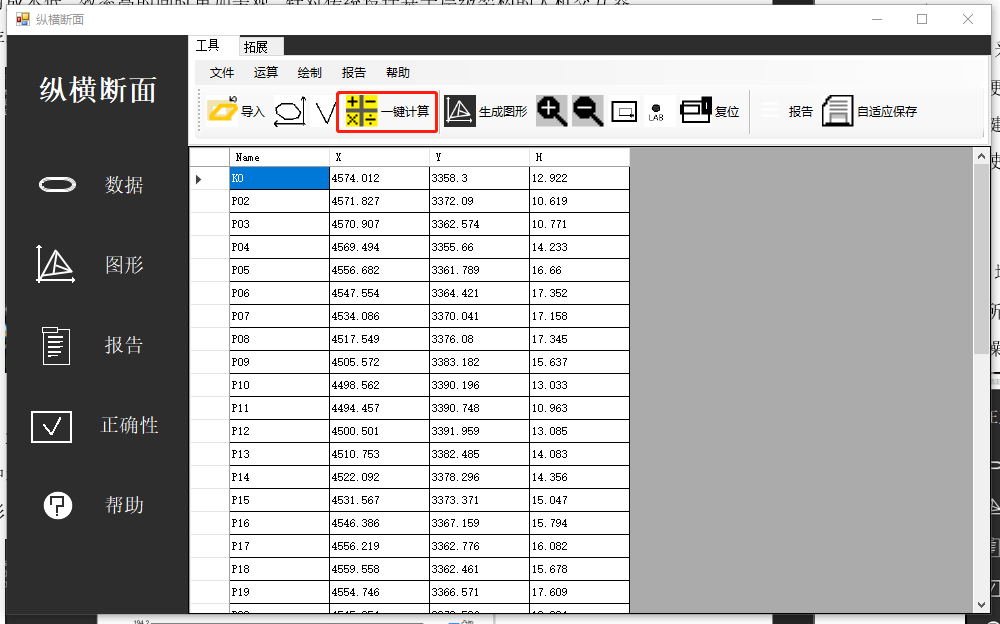 纵横断面
工具 拓展
纵横断面
文件 运算 绘制 报告 帮助
导入 一键计算 生成图形 LAB 复位 报告 自适应保存
数据
图形
报告
正确性
帮助
Name X Y H
K0 4574.012 3358.3 12.922
P02 4571.827 3372.09 10.619
P03 4570.907 3362.574 10.771
P04 4569.494 3355.66 14.233
P05 4556.682 3361.789 16.66
P06 4547.554 3364.421 17.352
P07 4534.086 3370.041 17.158
P08 4517.549 3376.08 17.345
P09 4505.572 3383.182 15.637
P10 4498.562 3390.196 13.033
P11 4494.457 3390.748 10.963
P12 4500.501 3391.959 13.085
P13 4510.753 3382.485 14.083
P14 4522.092 3378.296 14.356
P15 4531.567 3373.371 15.047
P16 4546.386 3367.159 15.794
P17 4556.219 3362.776 16.082
P18 4559.558 3362.461 15.678
P19 4554.746 3366.571 17.609